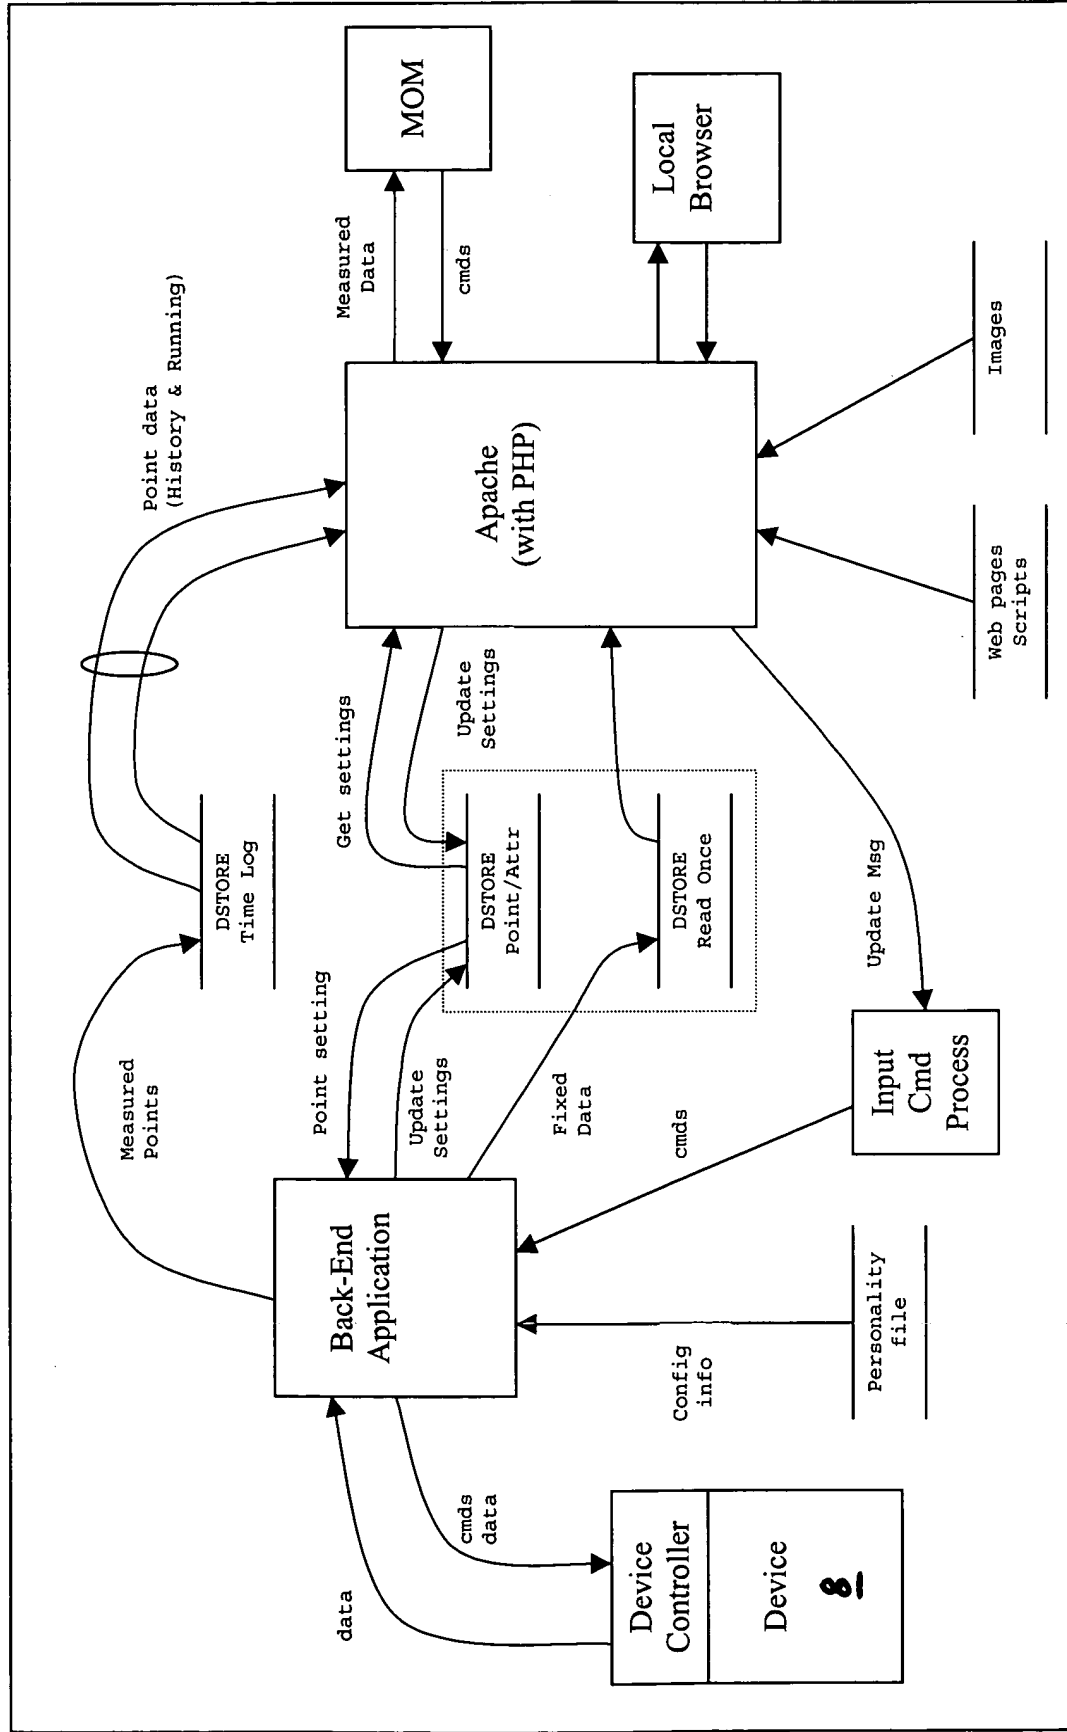 Measured
Points
Point data
(History & Running)
DSTORE
Time Log
data
cmds
data
Back-End
Application
Point setting
Update
Settings
Get settings
Update
Settings
DSTORE
Point/Attr
Measured
Data
cmds
MOM
Apache
(with PHP)
Fixed
Data
DSTORE
Read Once
Local
Browser
Device
Controller
Device
8
Config
info
cmds
Personality
file
Input
Cmd
Process
Update Msg
Web pages
Scripts
Images